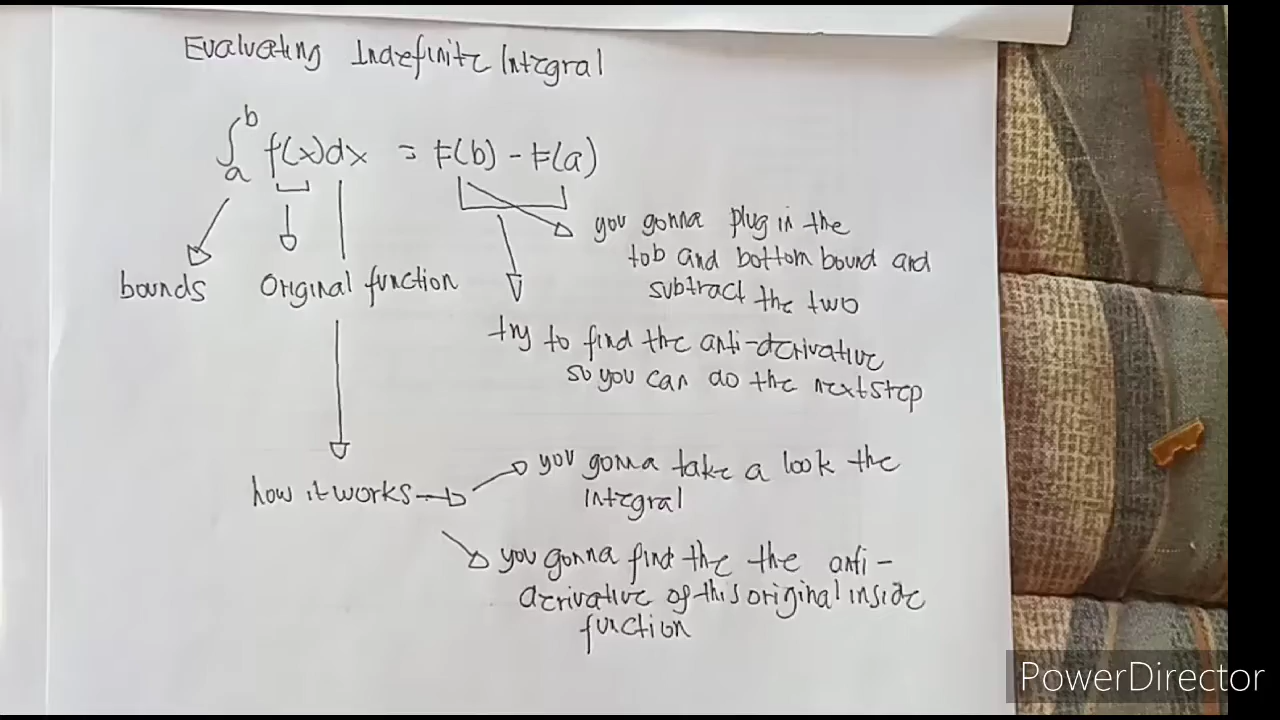 Evaluating Indefinite Integral
∫ₐᵇ f(x)dx = F(b) - F(a)
bounds
Original function
you gonna plug in the
tob and bottom bound and
subtract the two
try to find the anti-derivative
so you can do the next step
how it works
you gonna take a look the
integral
you gonna find the the anti-
derivative of this original inside
function
PowerDirector